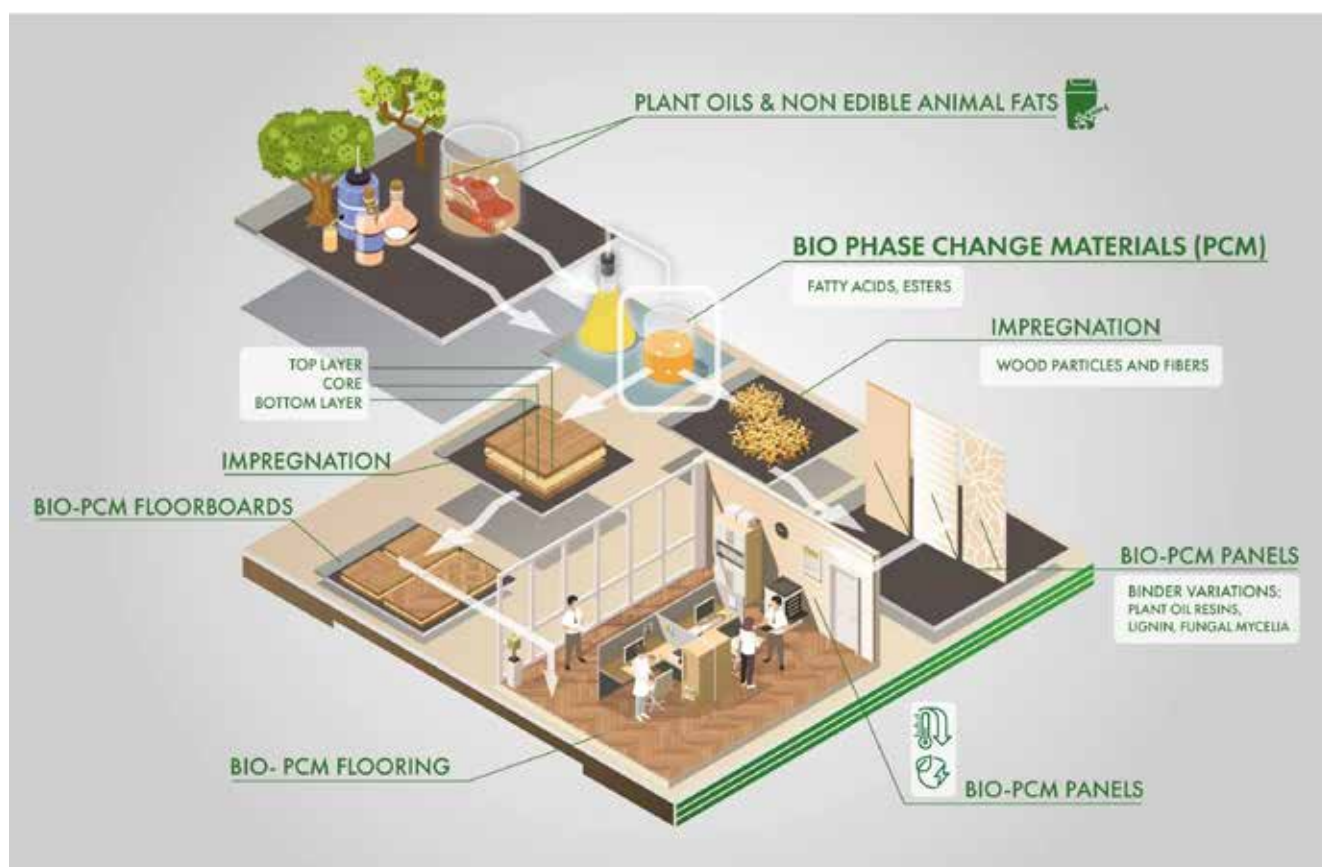 PLANT OILS & NON EDIBLE ANIMAL FATS
BIO PHASE CHANGE MATERIALS (PCM)
FATTY ACIDS, ESTERS
IMPREGNATION
WOOD PARTICLES AND FIBERS
TOP LAYER
CORE
BOTTOM LAYER
IMPREGNATION
BIO-PCM FLOORBOARDS
BIO-PCM PANELS
BINDER VARIATIONS:
PLANT OIL RESINS,
LIGNIN, FUNGAL MYCELIA
BIO- PCM FLOORING
BIO-PCM PANELS